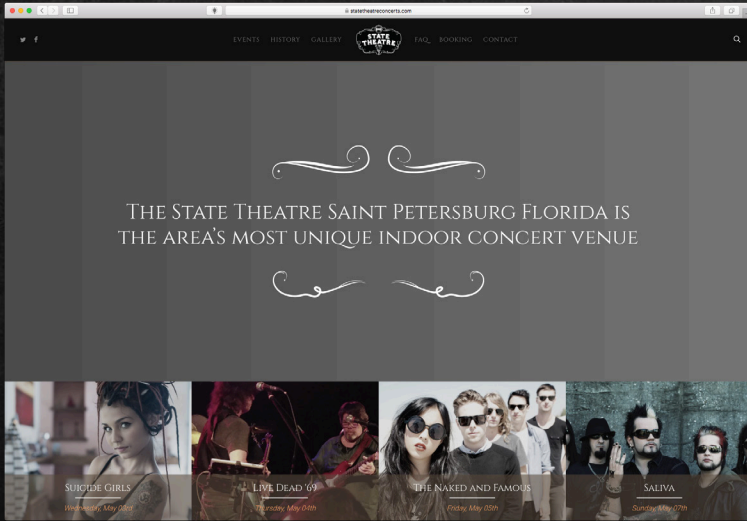 statetheatreconcerts.com
EVENTS HISTORY GALLERY STATE THEATRE FAQ BOOKING CONTACT
THE STATE THEATRE SAINT PETERSBURG FLORIDA IS
THE AREA'S MOST UNIQUE INDOOR CONCERT VENUE
SUICIDE GIRLS
Wednesday, May 03rd
LIVE DEAD '69
Thursday, May 04th
THE NAKED AND FAMOUS
Friday, May 05th
SALIVA
Sunday, May 07th